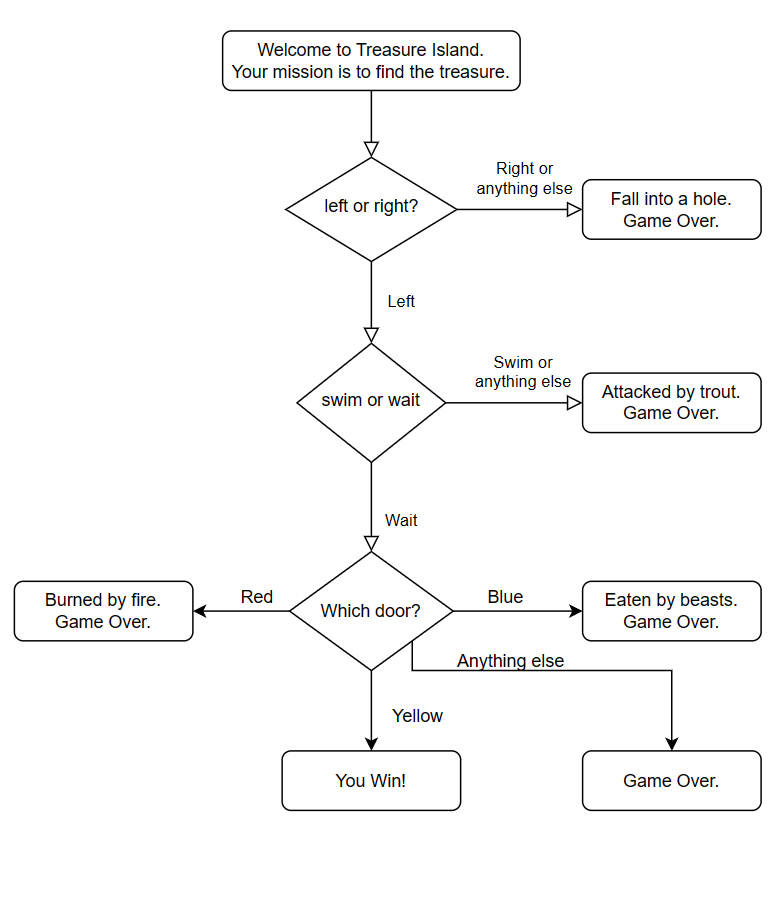 Welcome to Treasure Island.
Your mission is to find the treasure.
left or right?
Right or
anything else
Fall into a hole.
Game Over.
Left
swim or wait
Swim or
anything else
Attacked by trout.
Game Over.
Wait
Burned by fire.
Game Over.
Red
Which door?
Blue
Eaten by beasts.
Game Over.
Anything else
Yellow
You Win!
Game Over.